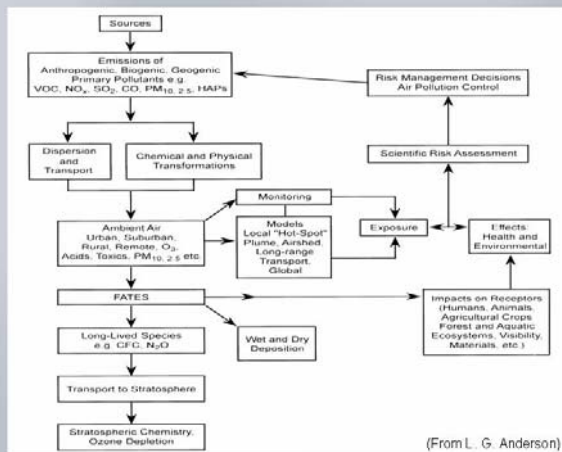 Sources
Emissions of
Anthropogenic, Biogenic, Geogenic
Primary Pollutants e.g.
VOC, NOx, SO2, CO, PM10, 2.5, HAPs
Risk Management Decisions
Air Pollution Control
Dispersion
and
Transport
Chemical and Physical
Transformations
Scientific Risk Assessment
Monitoring
Ambient Air
Urban, Suburban,
Rural, Remote, O3,
Acids, Toxics, PM10, 2.5 etc.
Models
Local "Hot-Spot"
Plume, Airshed,
Long-range
Transport,
Global
Exposure
Effects:
Health and
Environmental
FATES
Impacts on Receptors
(Humans, Animals,
Agricultural Crops
Forest and Aquatic
Ecosystems, Visibility,
Materials, etc.)
Long-Lived Species
e.g. CFC, N2O
Wet and Dry
Deposition
Transport to Stratosphere
Stratospheric Chemistry,
Ozone Depletion
(From L. G. Anderson)